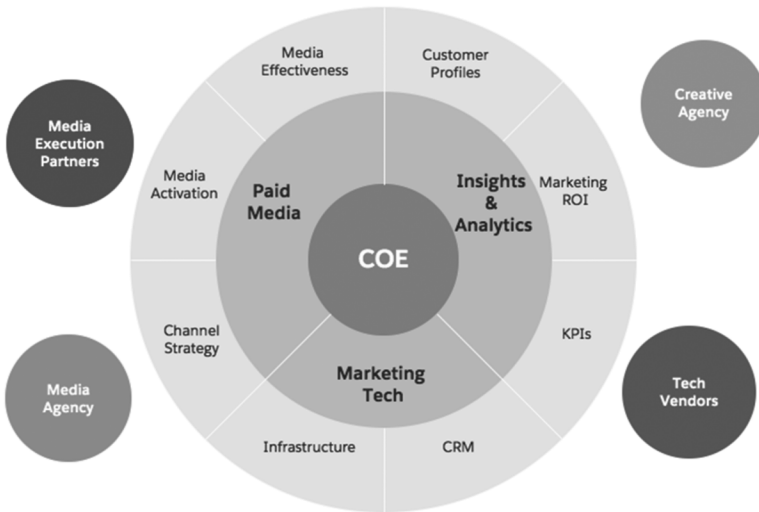 Media
Effectiveness
Customer
Profiles
Media
Execution
Partners
Creative
Agency
Media
Activation
Paid
Media
Insights
&
Analytics
Marketing
ROI
COE
Channel
Strategy
KPIs
Marketing
Tech
Media
Agency
Tech
Vendors
Infrastructure
CRM